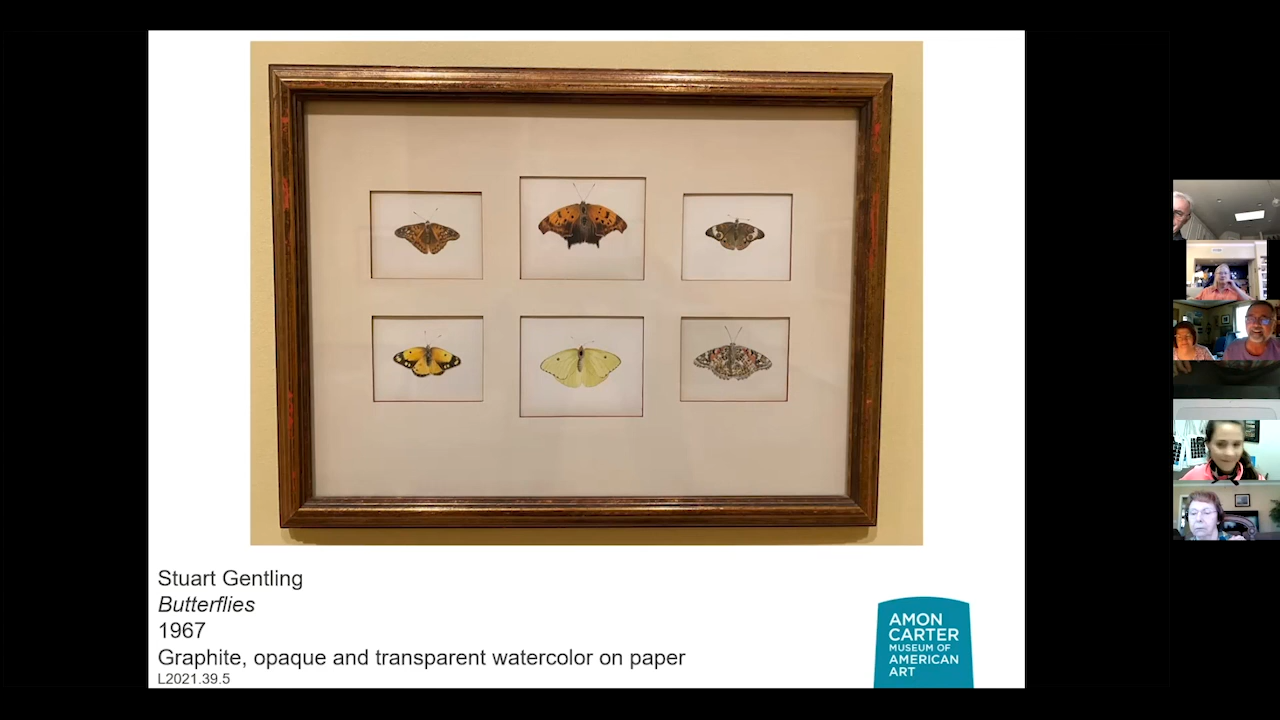 Stuart Gentling
Butterflies
1967
Graphite, opaque and transparent watercolor on paper
L2021.39.5
AMON
CARTER
MUSEUM OF
AMERICAN
ART